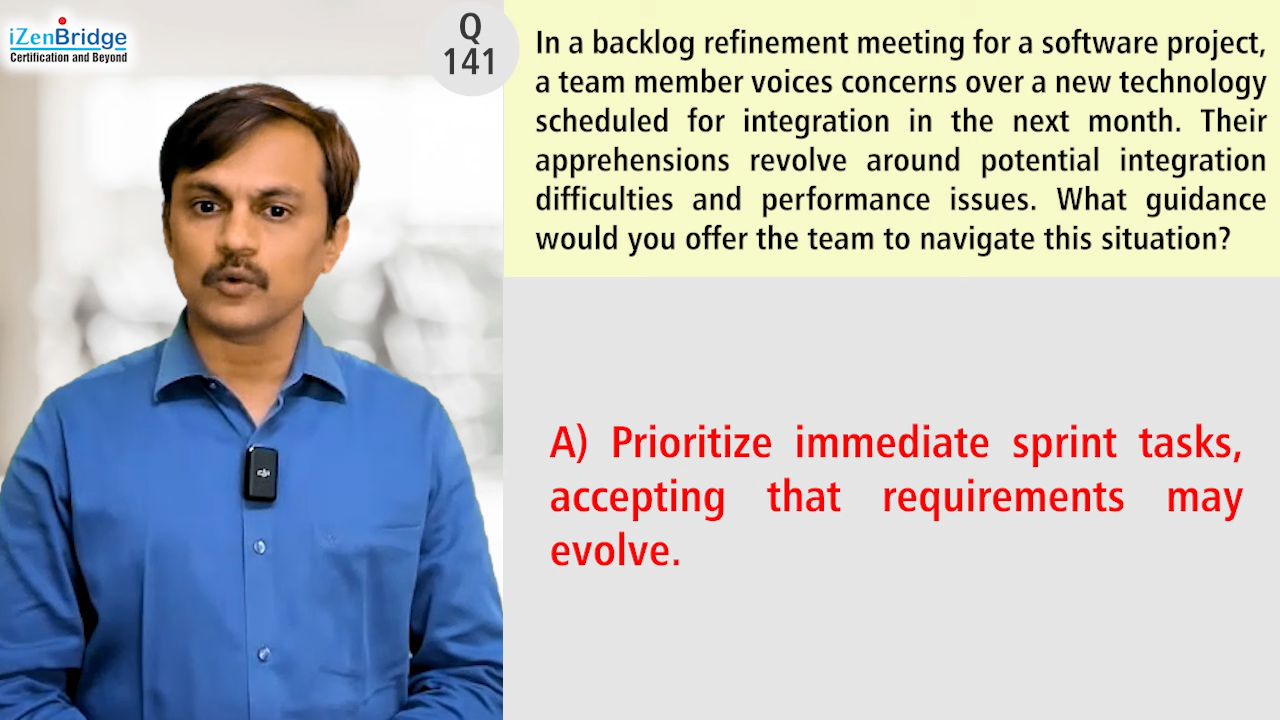 iZenBridge
Certification and Beyond
Q
141
In a backlog refinement meeting for a software project,
a team member voices concerns over a new technology
scheduled for integration in the next month. Their
apprehensions revolve around potential integration
difficulties and performance issues. What guidance
would you offer the team to navigate this situation?
A) Prioritize immediate sprint tasks,
accepting that requirements may
evolve.